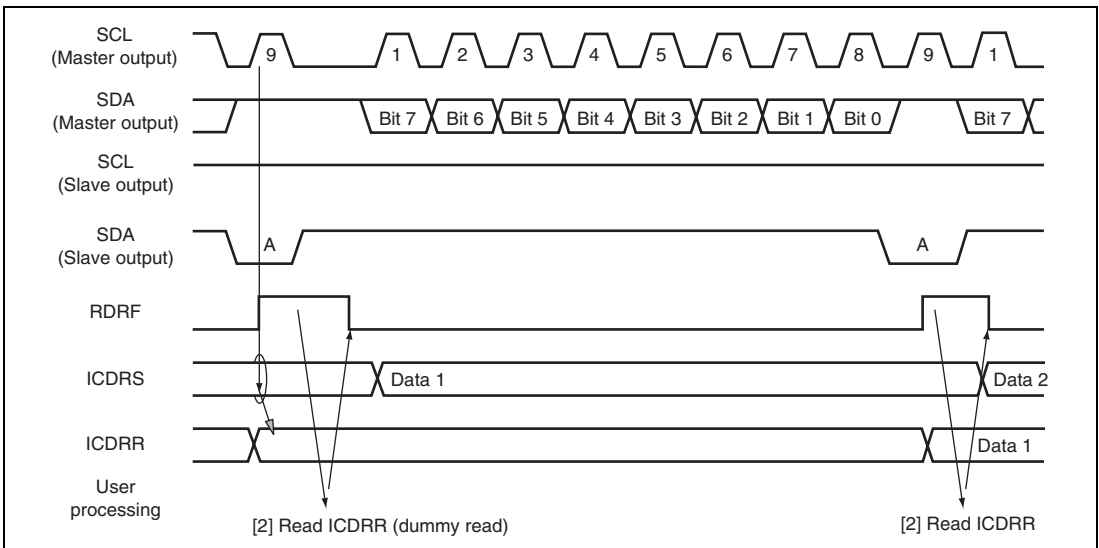 SCL
(Master output)
9 1 2 3 4 5 6 7 8 9 1
SDA
(Master output)
Bit 7 Bit 6 Bit 5 Bit 4 Bit 3 Bit 2 Bit 1 Bit 0 Bit 7
SCL
(Slave output)
SDA
(Slave output)
A A
RDRF
ICDRS
Data 1 Data 2
ICDRR
Data 1
User
processing
[2] Read ICDRR (dummy read) [2] Read ICDRR